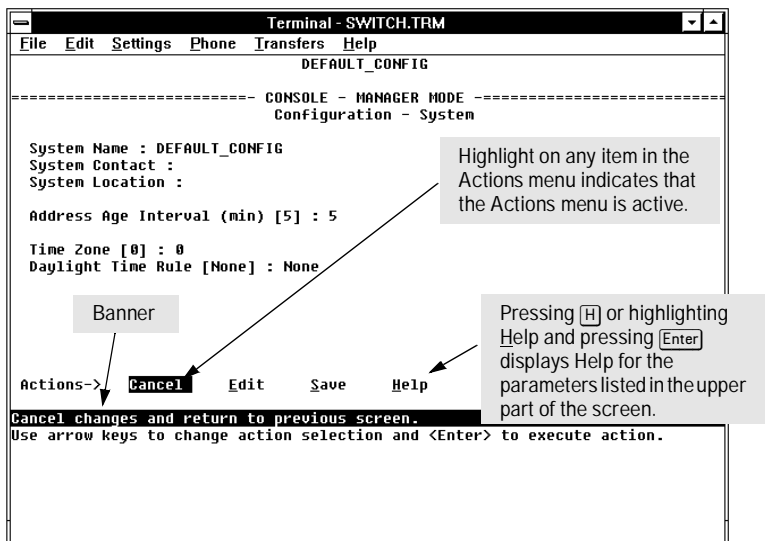 Terminal - SWITCH.TRM
File Edit Settings Phone Transfers Help
DEFAULT_CONFIG
==========================- CONSOLE - MANAGER MODE -==========================
Configuration - System
System Name : DEFAULT_CONFIG
System Contact :
System Location :
Address Age Interval (min) [5] : 5
Time Zone [0] : 0
Daylight Time Rule [None] : None
Highlight on any item in the
Actions menu indicates that
the Actions menu is active.
Banner
Pressing H or highlighting
Help and pressing Enter
displays Help for the
parameters listed in the upper
part of the screen.
Actions-> Cancel Edit Save Help
Cancel changes and return to previous screen.
Use arrow keys to change action selection and <Enter> to execute action.